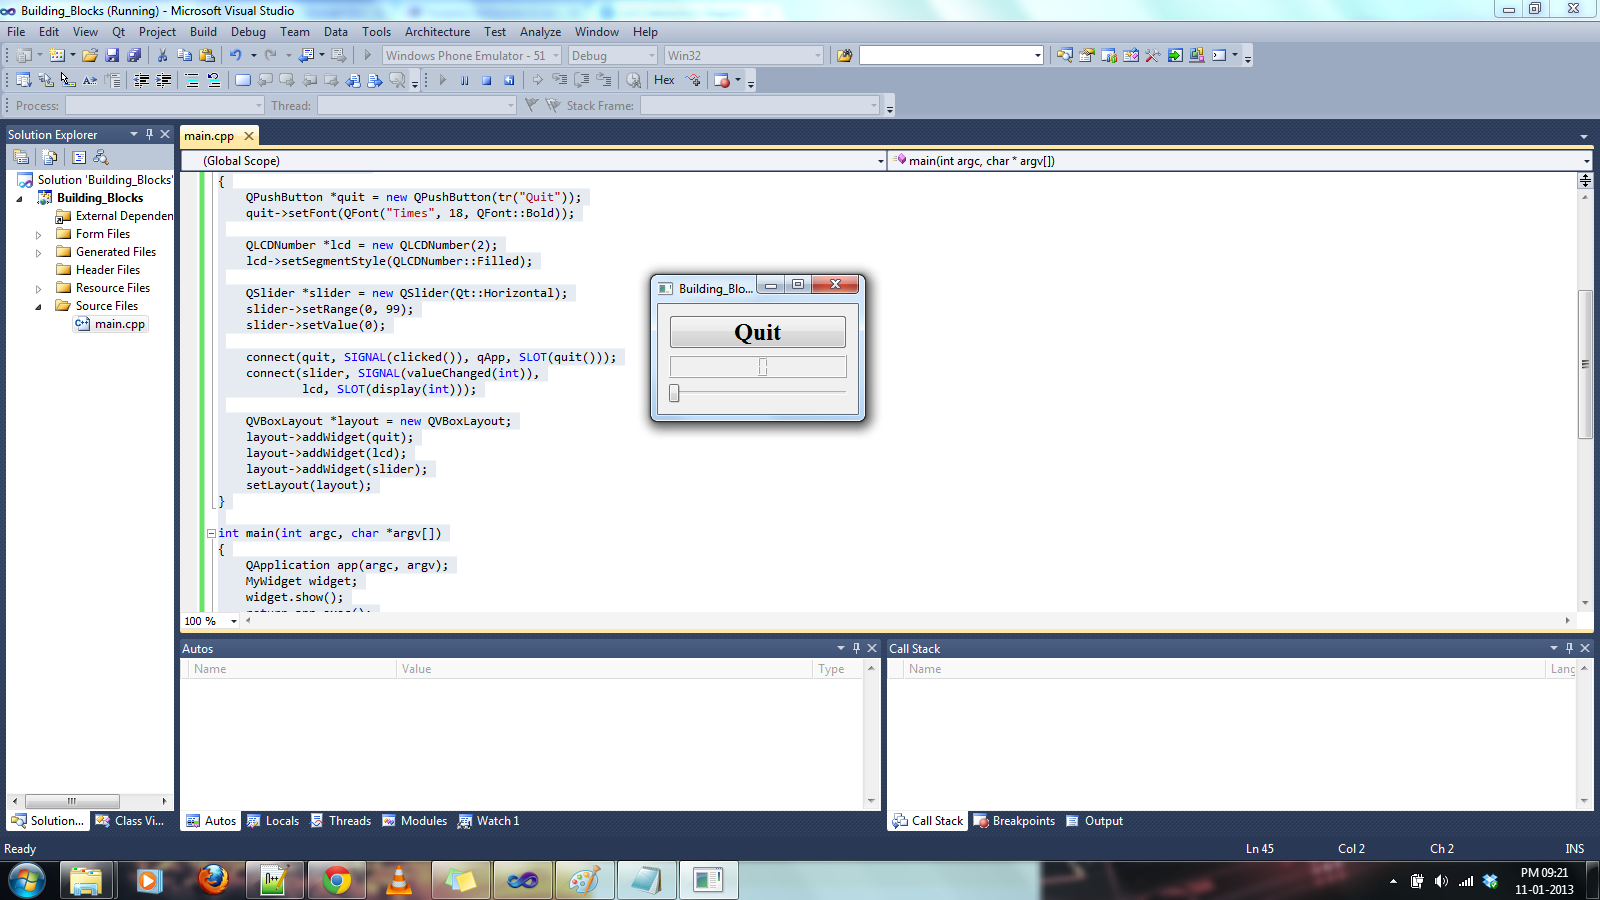 Building_Blocks (Running) - Microsoft Visual Studio
File Edit View Qt Project Build Debug Team Data Tools Architecture Test Analyze Window Help
Windows Phone Emulator - 51 Debug Win32
Hex
Process: Thread: Stack Frame:
Solution Explorer
Solution 'Building_Blocks'
Building_Blocks
External Dependen
Form Files
Generated Files
Header Files
Resource Files
Source Files
main.cpp
main.cpp
(Global Scope) main(int argc, char * argv[])
{
QPushButton *quit = new QPushButton(tr("Quit"));
quit->setFont(QFont("Times", 18, QFont::Bold));
QLCDNumber *lcd = new QLCDNumber(2);
lcd->setSegmentStyle(QLCDNumber::Filled);
QSlider *slider = new QSlider(Qt::Horizontal);
slider->setRange(0, 99);
slider->setValue(0);
connect(quit, SIGNAL(clicked()), qApp, SLOT(quit()));
connect(slider, SIGNAL(valueChanged(int)),
lcd, SLOT(display(int)));
QVBoxLayout *layout = new QVBoxLayout;
layout->addWidget(quit);
layout->addWidget(lcd);
layout->addWidget(slider);
setLayout(layout);
}
int main(int argc, char *argv[])
{
QApplication app(argc, argv);
MyWidget widget;
widget.show();
return app.exec();
100 %
Building_Blo...
Quit
0
Autos
Name Value Type
Call Stack
Name Lang
Solution... Class Vi...
Autos Locals Threads Modules Watch 1
Call Stack Breakpoints Output
Ready Ln 45 Col 2 Ch 2 INS
PM 09:21
11-01-2013